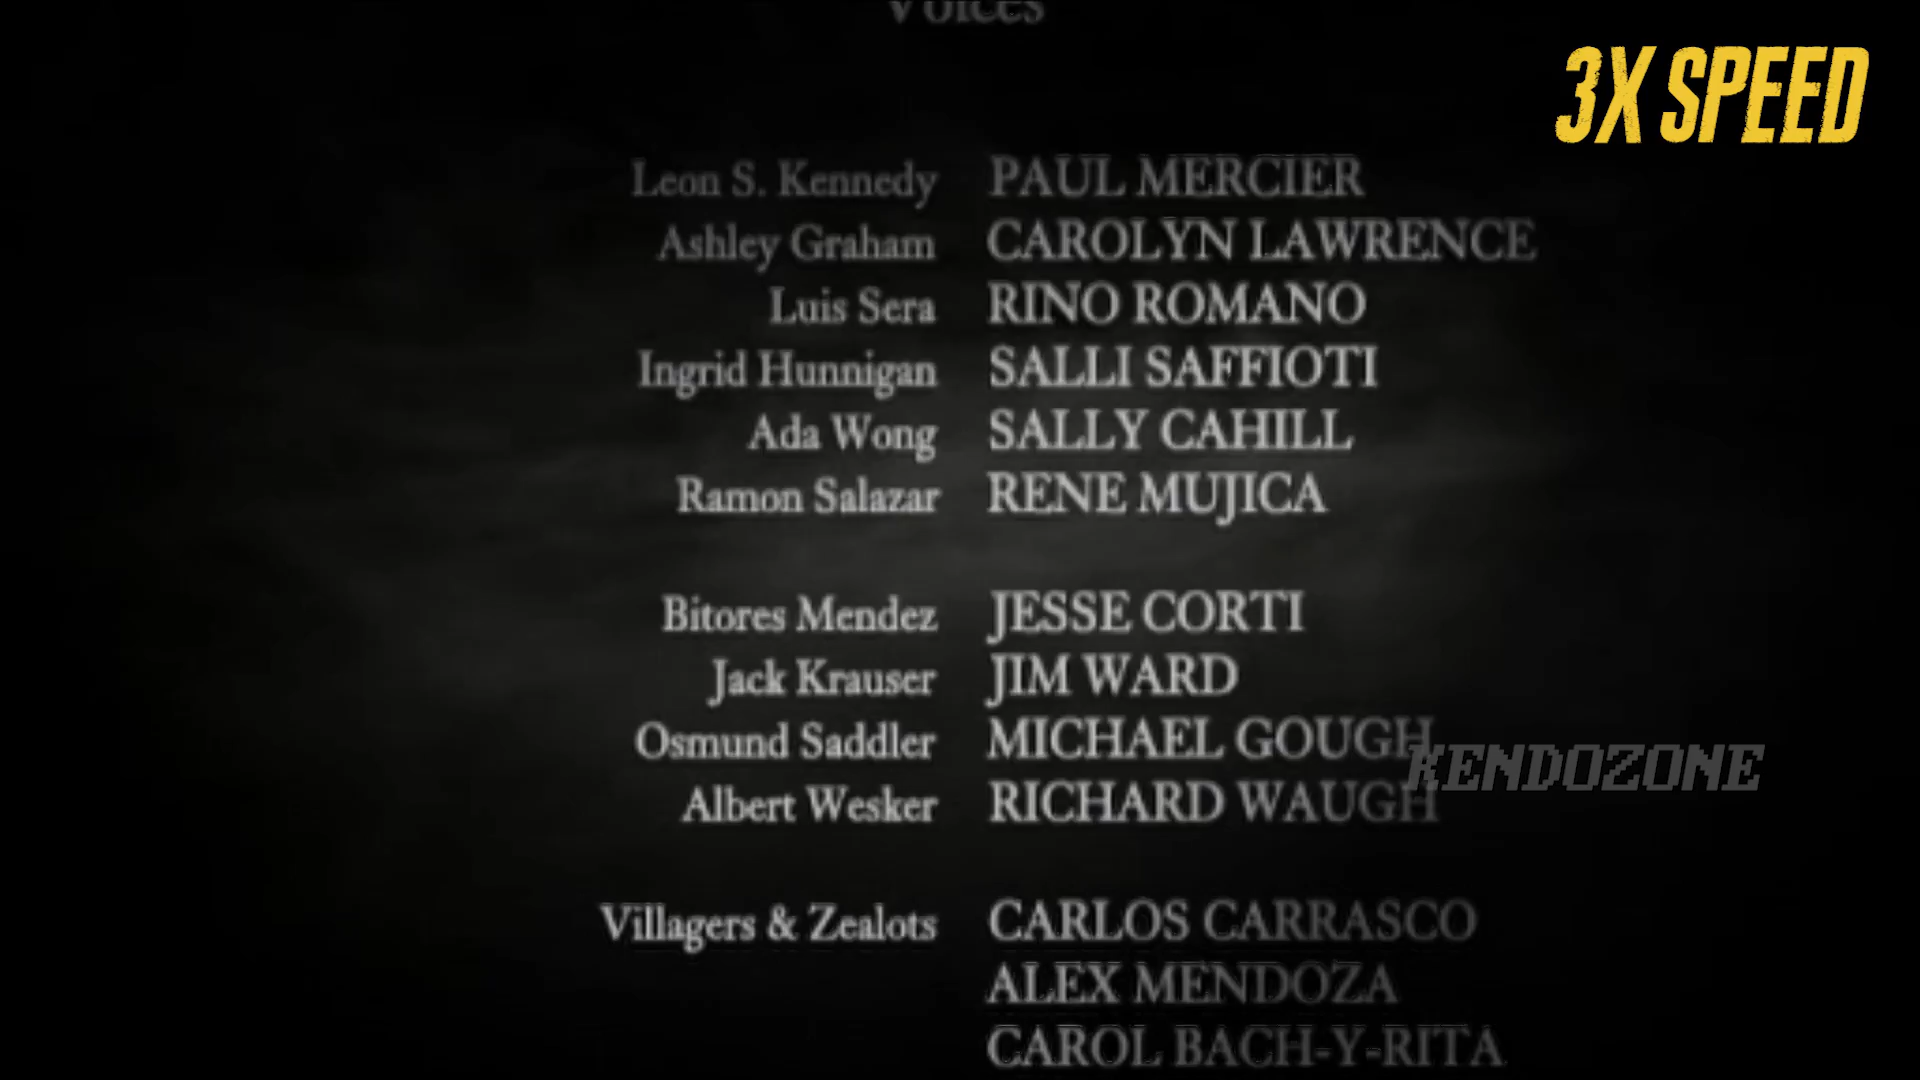 Voices
3X SPEED
Leon S. Kennedy PAUL MERCIER
Ashley Graham CAROLYN LAWRENCE
Luis Sera RINO ROMANO
Ingrid Hunnigan SALLI SAFFIOTI
Ada Wong SALLY CAHILL
Ramon Salazar RENE MUJICA
Bitores Mendez JESSE CORTI
Jack Krauser JIM WARD
Osmund Saddler MICHAEL GOUGH
KENDOZONE
Albert Wesker RICHARD WAUGH
Villagers & Zealots CARLOS CARRASCO
ALEX MENDOZA
CAROL BACH-Y-RITA